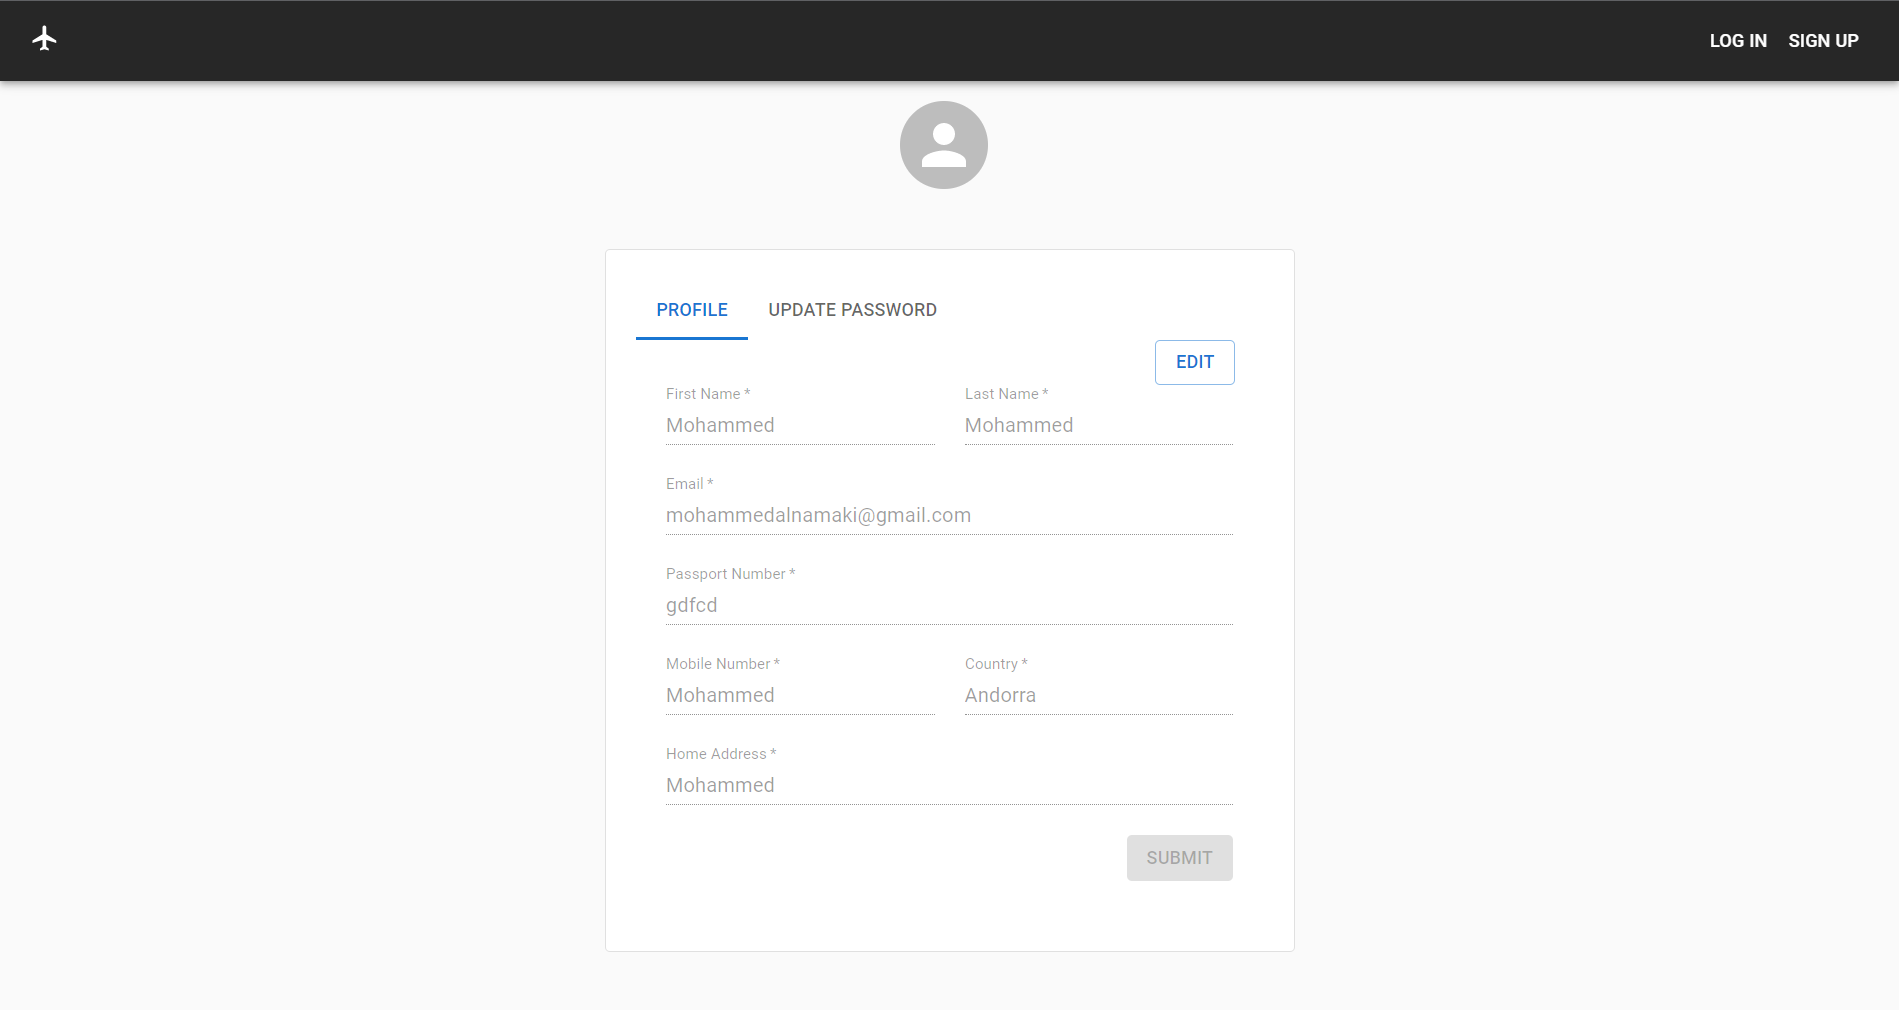 LOG IN SIGN UP
PROFILE UPDATE PASSWORD
EDIT
First Name * Last Name *
Mohammed Mohammed
Email *
mohammedalnamaki@gmail.com
Passport Number *
gdfcd
Mobile Number * Country *
Mohammed Andorra
Home Address *
Mohammed
SUBMIT